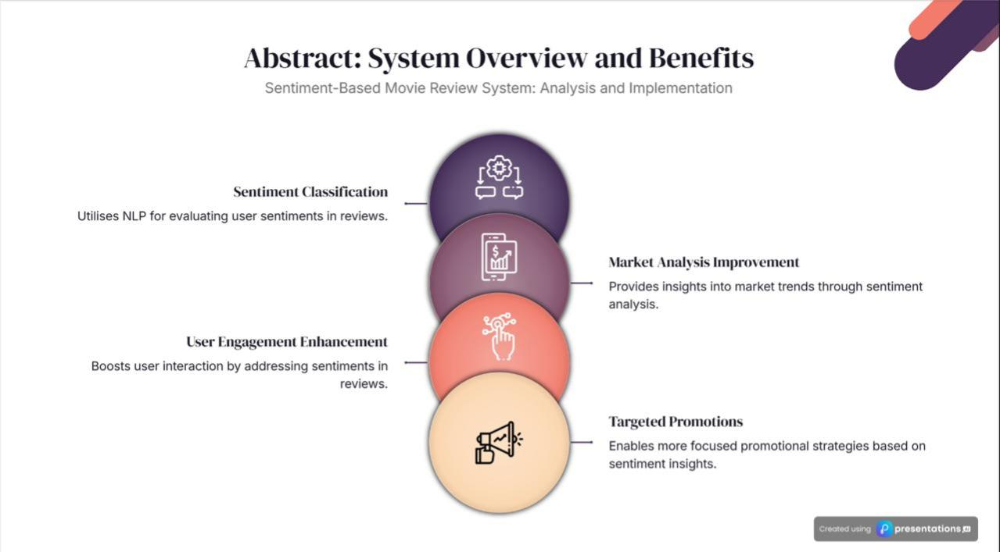 Abstract: System Overview and Benefits
Sentiment-Based Movie Review System: Analysis and Implementation
Sentiment Classification
Utilises NLP for evaluating user sentiments in reviews.
$
Market Analysis Improvement
Provides insights into market trends through sentiment
analysis.
User Engagement Enhancement
Boosts user interaction by addressing sentiments in
reviews.
Targeted Promotions
Enables more focused promotional strategies based on
sentiment insights.
Created using presentations.AI